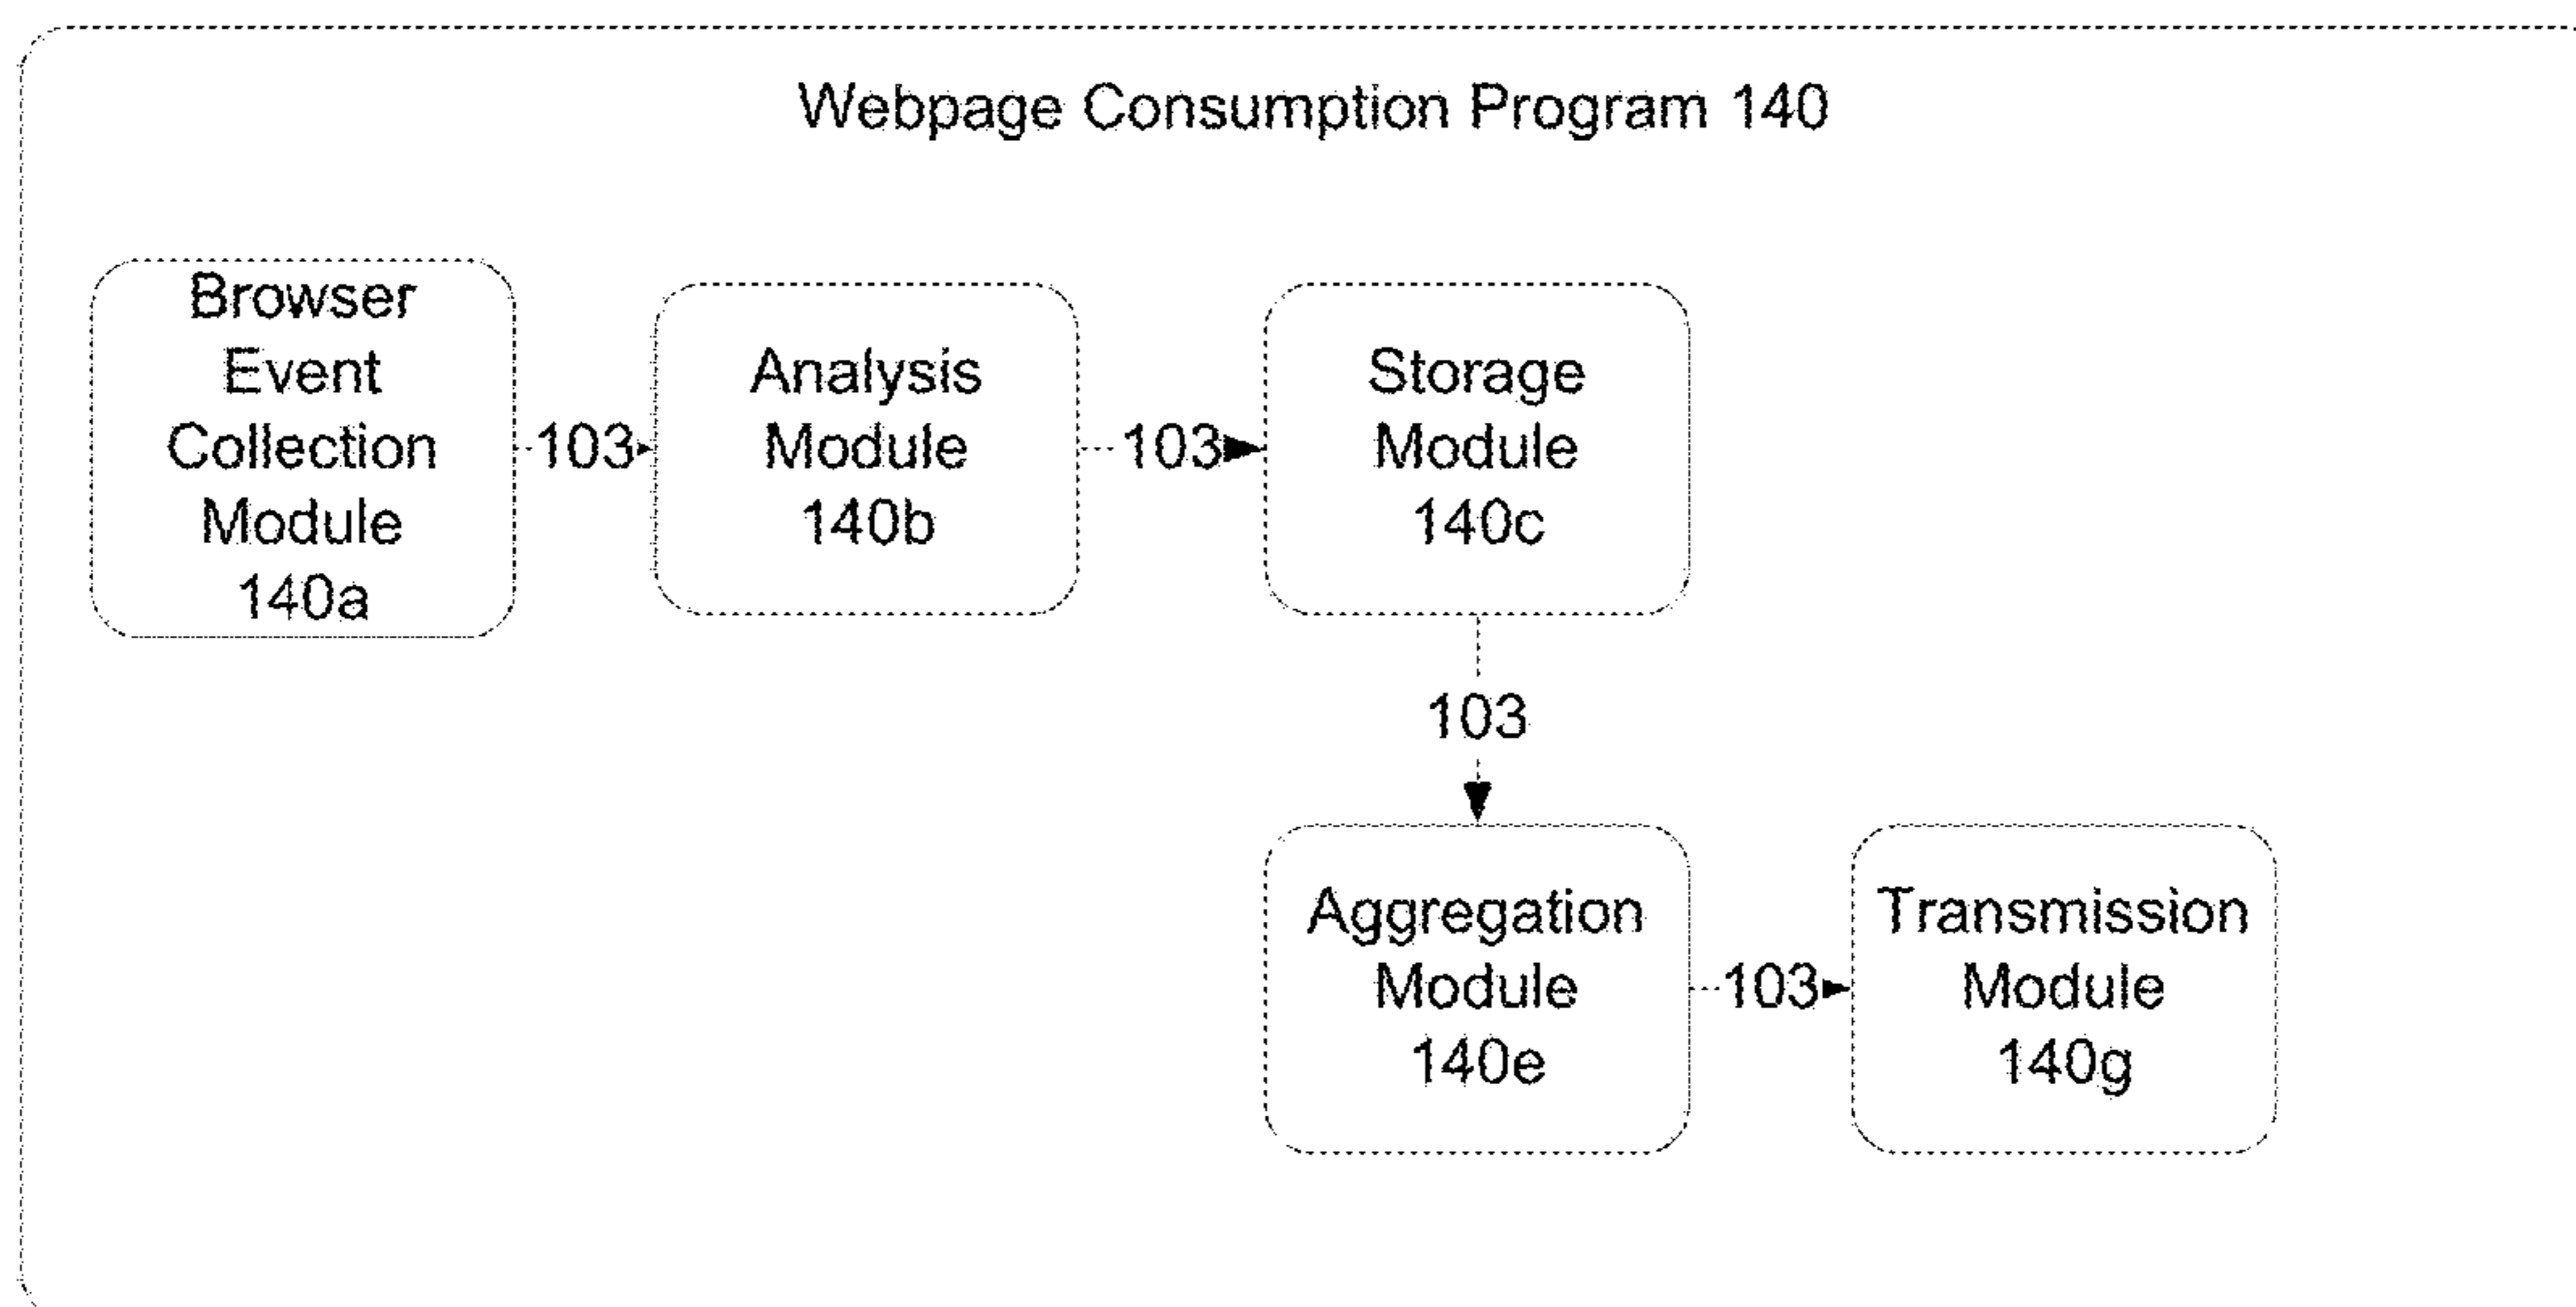 Webpage Consumption Program 140
Browser
Event
Collection
Module
140a
103
Analysis
Module
140b
103
Storage
Module
140c
103
Aggregation
Module
140e
103
Transmission
Module
140g